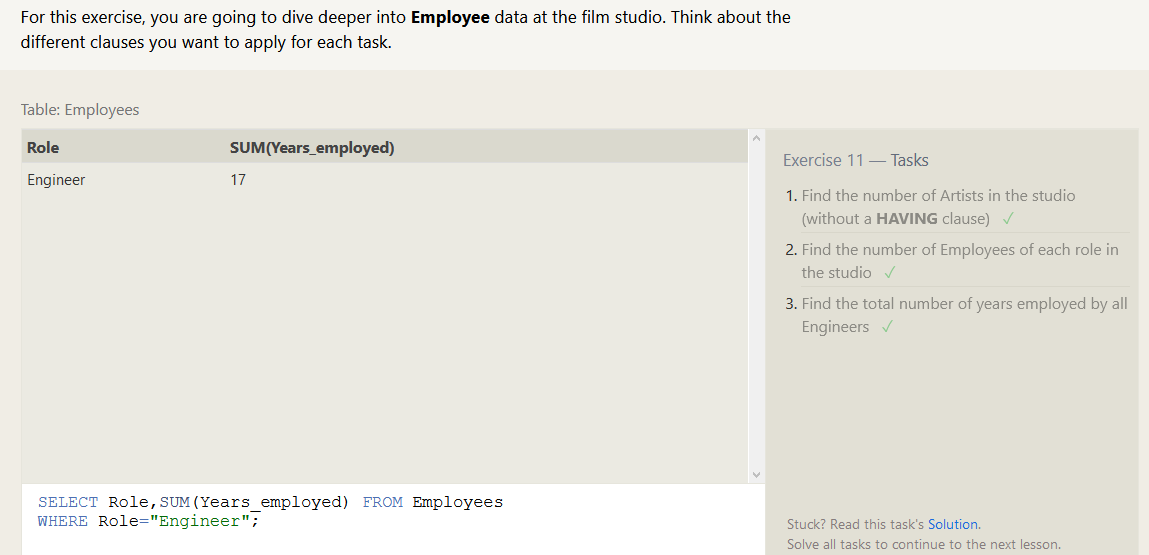 For this exercise, you are going to dive deeper into Employee data at the film studio. Think about the
different clauses you want to apply for each task.
Table: Employees
Role SUM(Years_employed)
Engineer 17
Exercise 11 — Tasks
1. Find the number of Artists in the studio
(without a HAVING clause) ✓
2. Find the number of Employees of each role in
the studio ✓
3. Find the total number of years employed by all
Engineers ✓
SELECT Role,SUM(Years_employed) FROM Employees
WHERE Role="Engineer";
Stuck? Read this task's Solution.
Solve all tasks to continue to the next lesson.